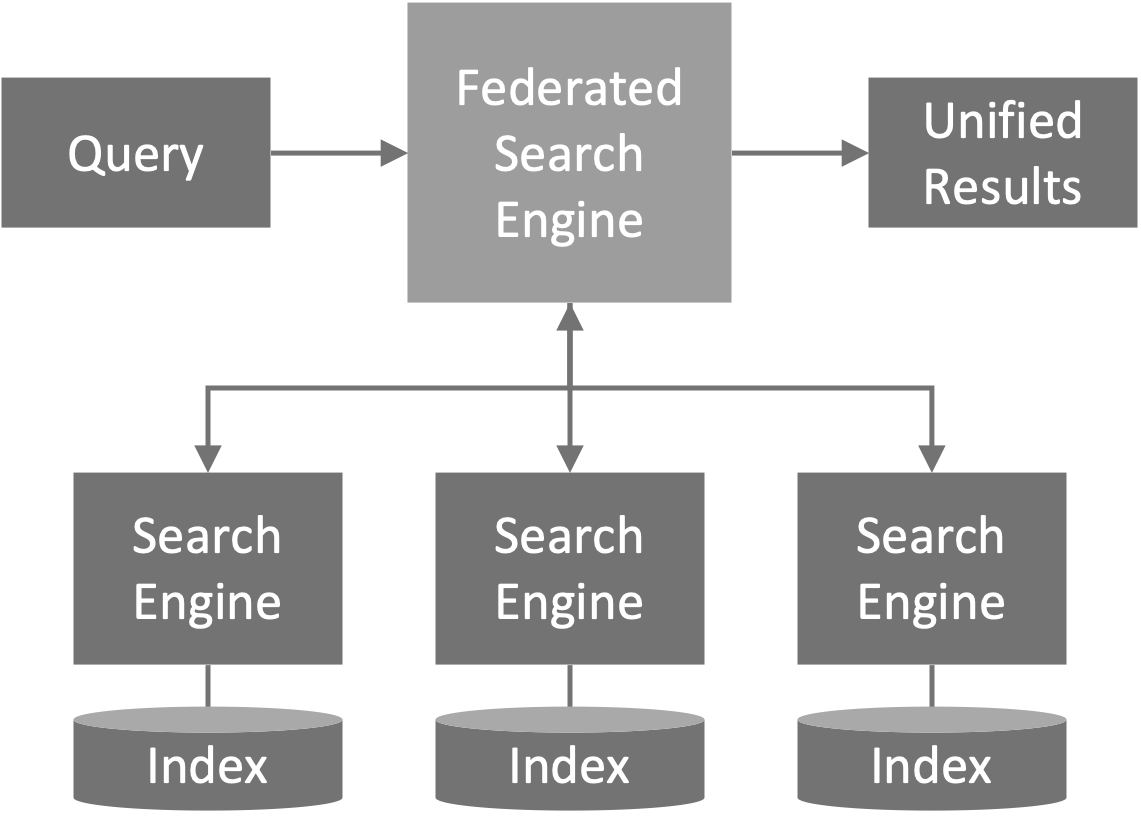 Query
Federated
Search
Engine
Unified
Results
Search
Engine
Search
Engine
Search
Engine
Index
Index
Index